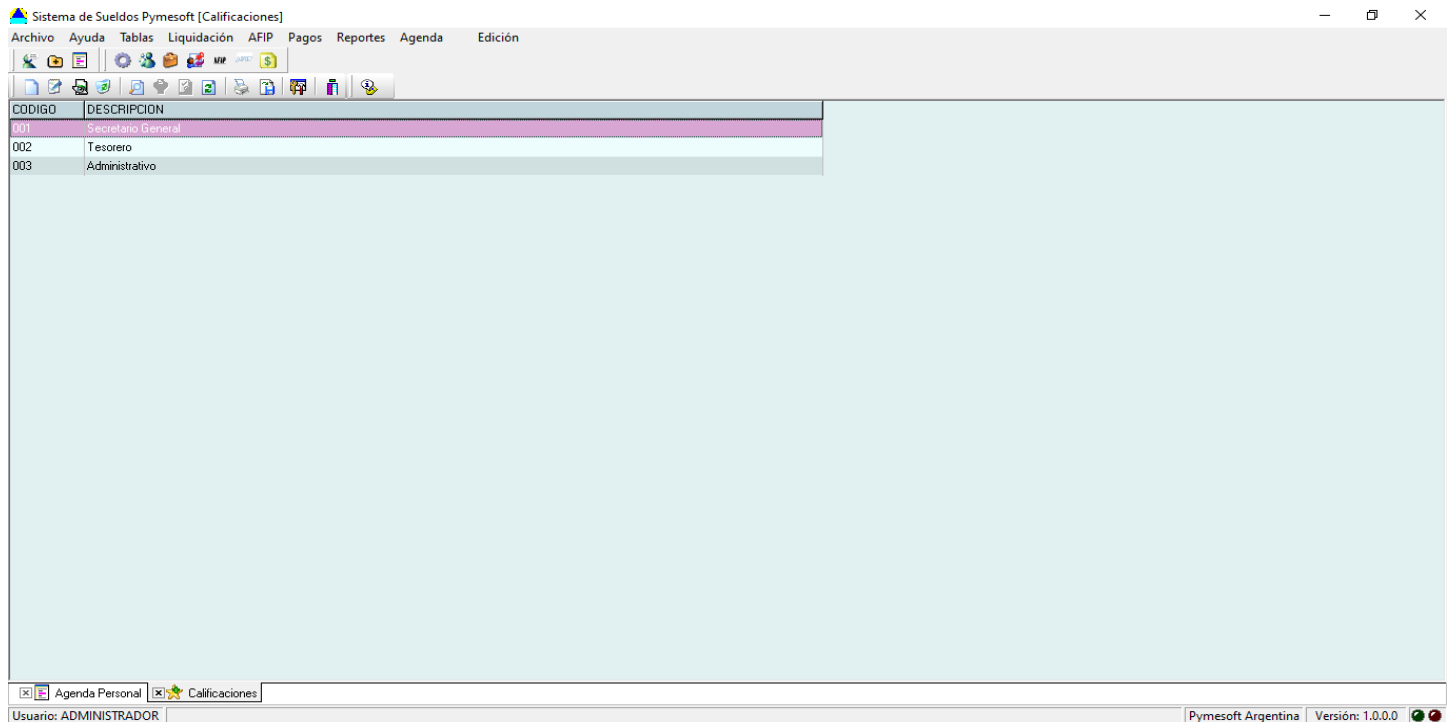 Sistema de Sueldos Pymesoft [Calificaciones]
Archivo Ayuda Tablas Liquidación AFIP Pagos Reportes Agenda Edición
CODIGO DESCRIPCION
001 Secretario General
002 Tesorero
003 Administrativo
Agenda Personal Calificaciones
Usuario: ADMINISTRADOR Pymesoft Argentina Versión: 1.0.0.0